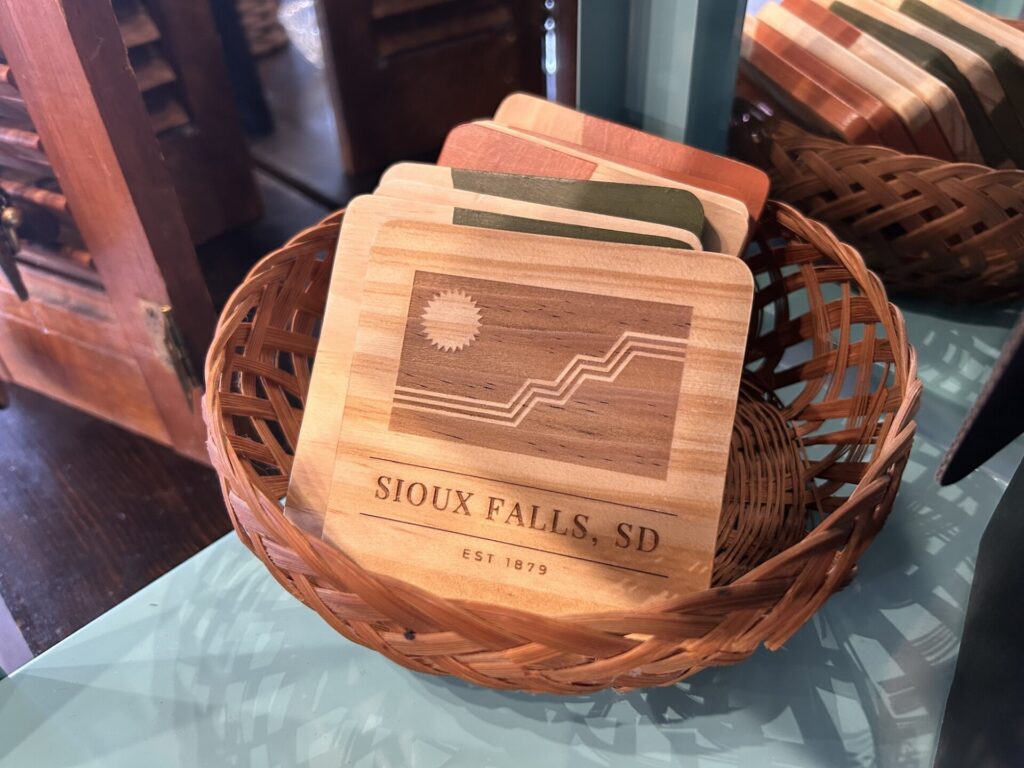 SIOUX FALLS, SD
EST 1879